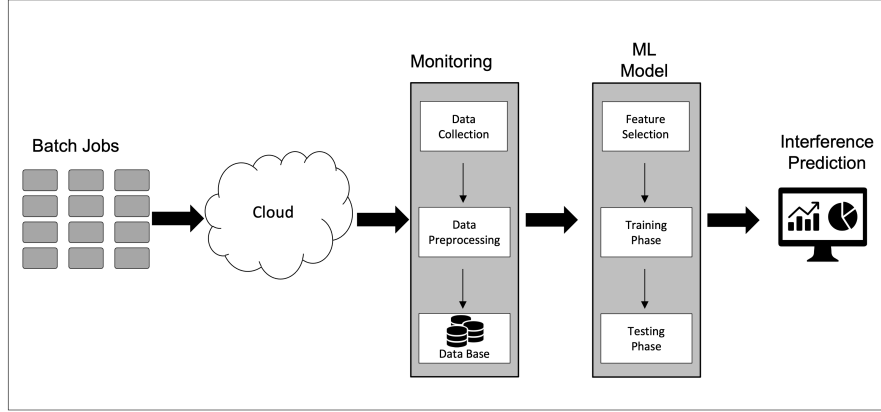 Batch Jobs
Cloud
Monitoring
Data
Collection
Data
Preprocessing
Data Base
ML
Model
Feature
Selection
Training
Phase
Testing
Phase
Interference
Prediction